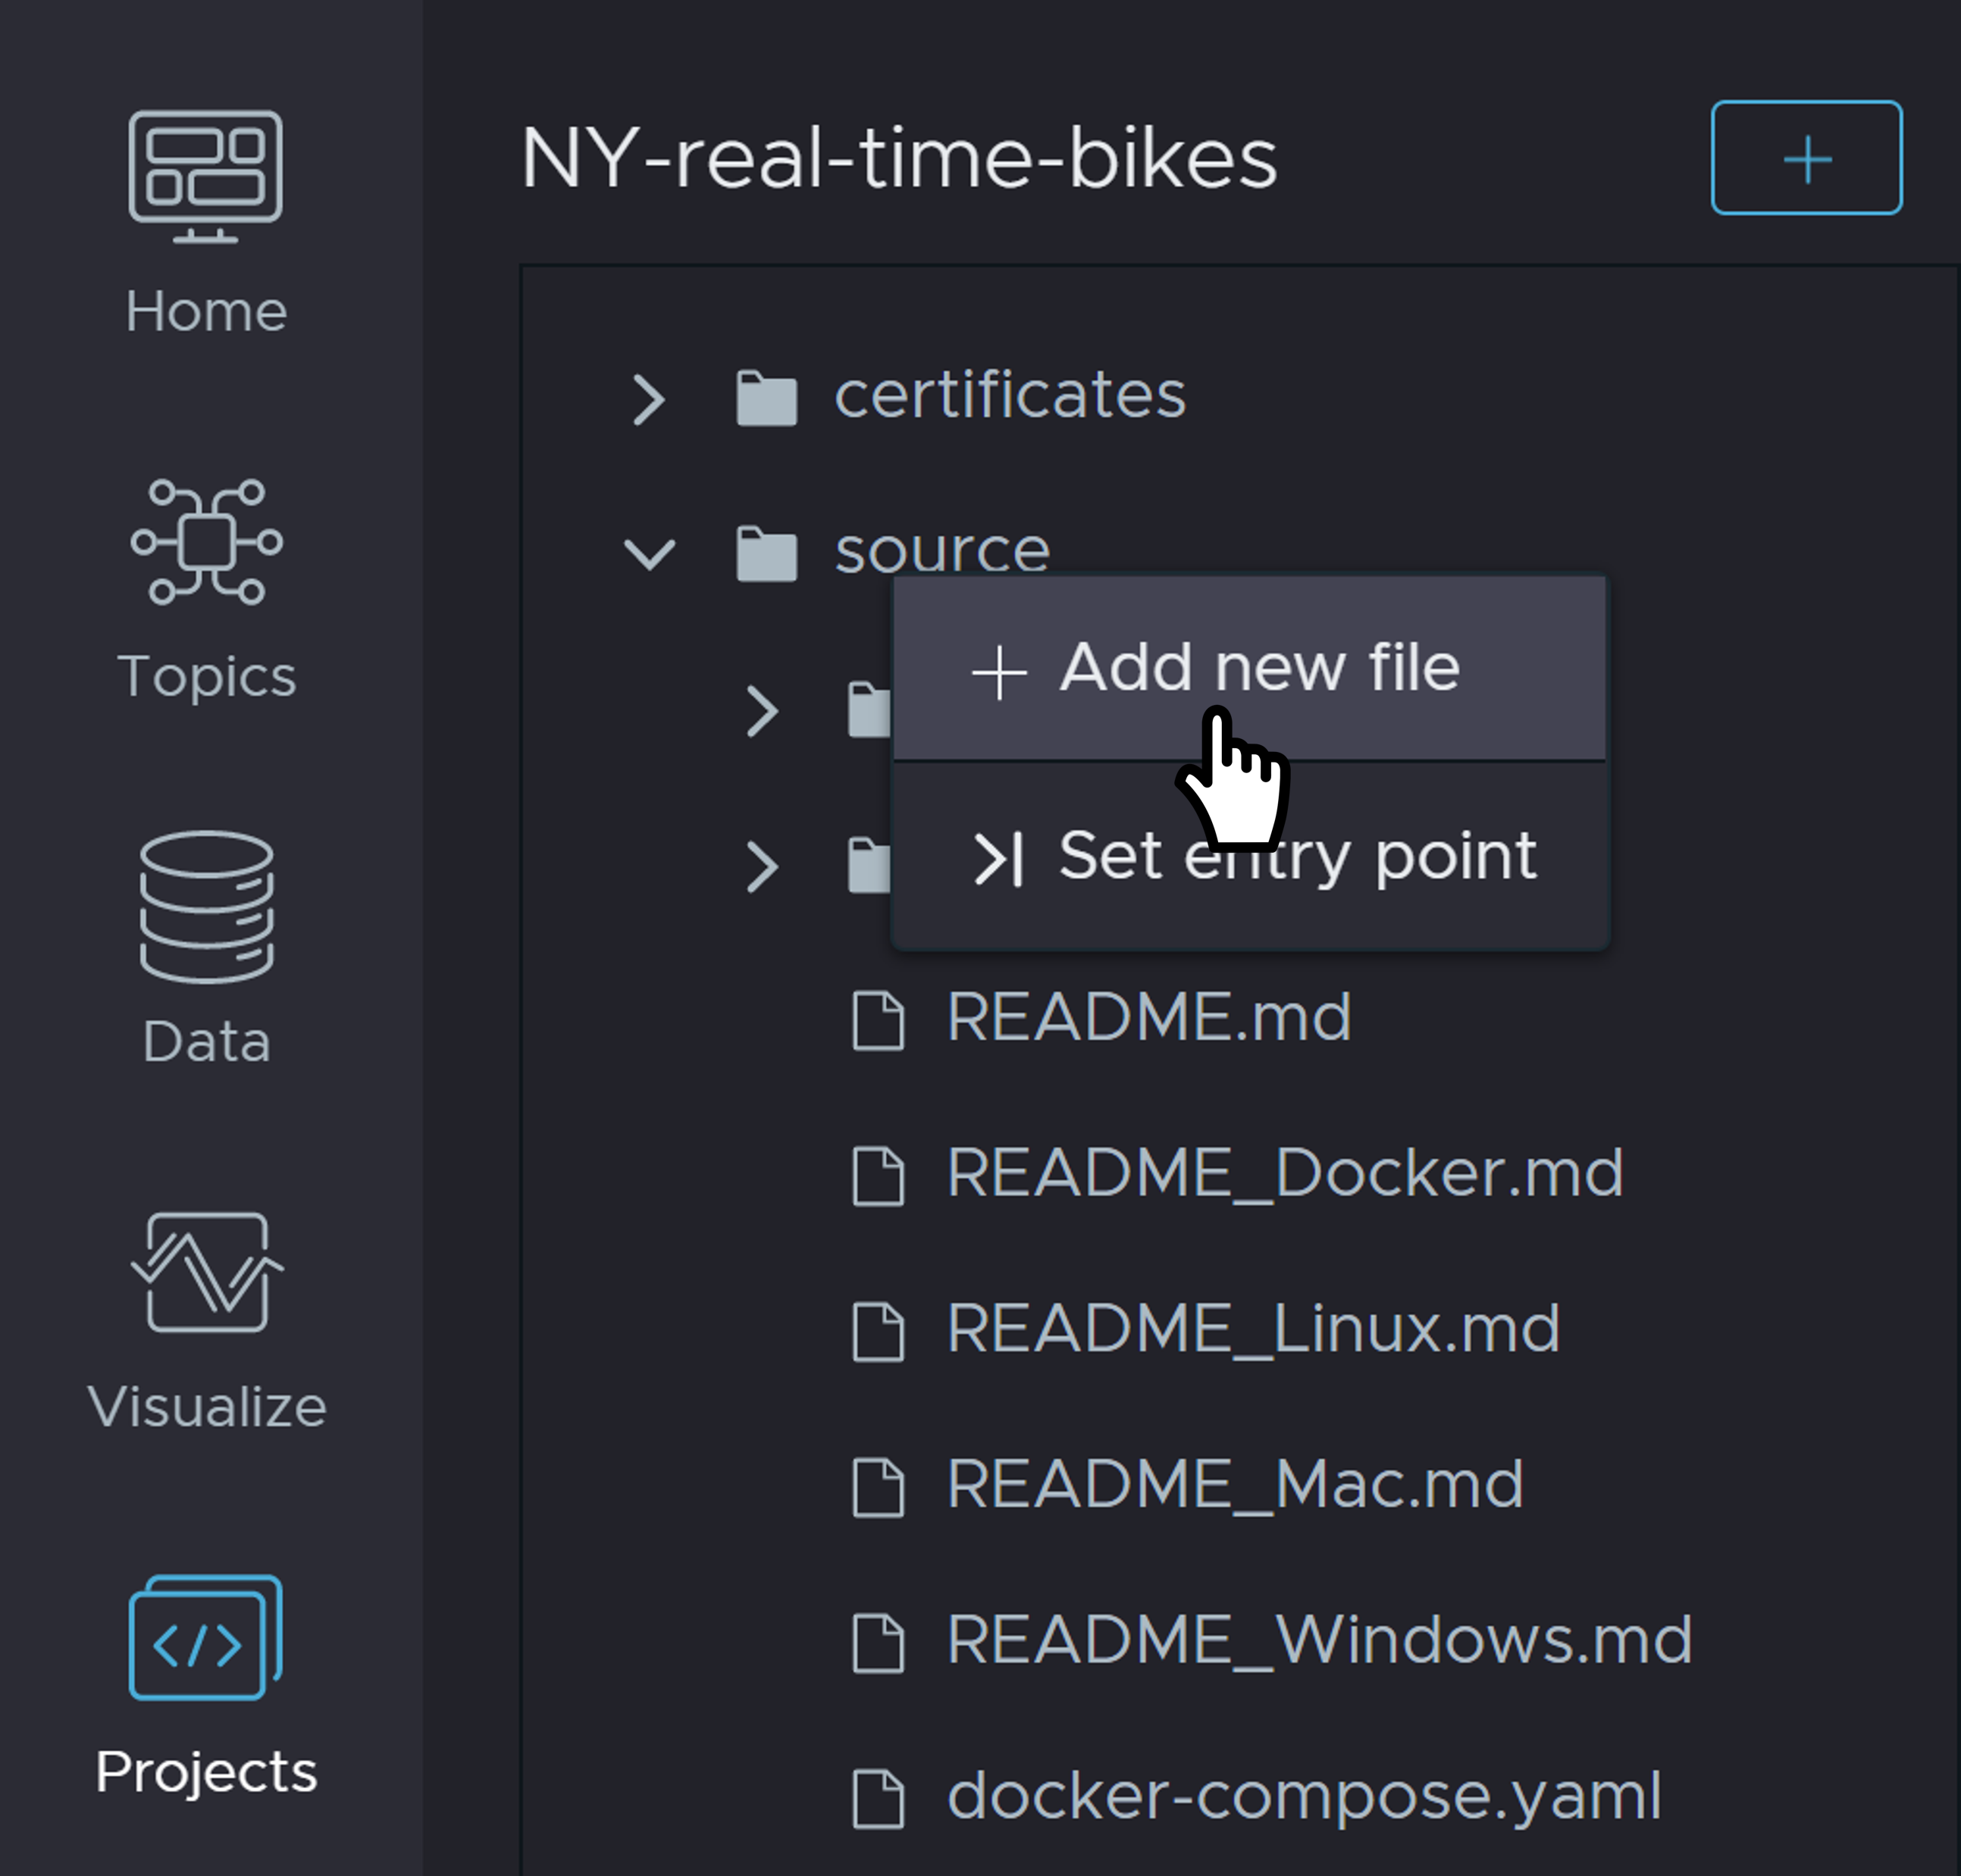 Home
Topics
Data
Visualize
Projects
NY-real-time-bikes
certificates
source
Add new file
Set entry point
README.md
README_Docker.md
README_Linux.md
README_Mac.md
README_Windows.md
docker-compose.yaml